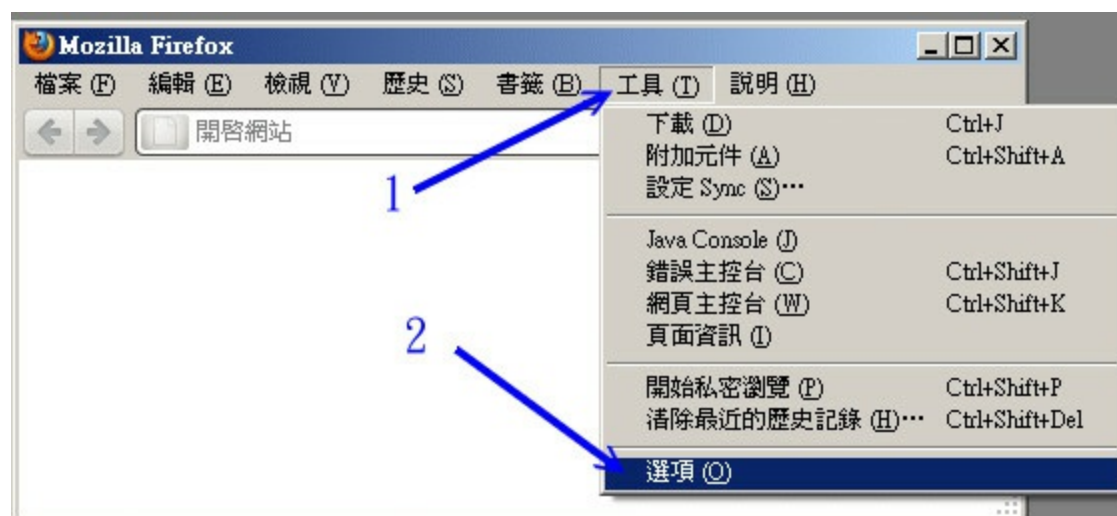 Mozilla Firefox
檔案 (F) 編輯 (E) 檢視 (V) 歷史 (S) 書籤 (B) 工具 (T) 說明 (H)
開啓網站
1
2
下載 (D) Ctrl+J
附加元件 (A) Ctrl+Shift+A
設定 Sync (S)…
Java Console (J)
錯誤主控台 (C) Ctrl+Shift+J
網頁主控台 (W) Ctrl+Shift+K
頁面資訊 (I)
開始私密瀏覽 (P) Ctrl+Shift+P
清除最近的歷史記錄 (H)… Ctrl+Shift+Del
選項 (O)